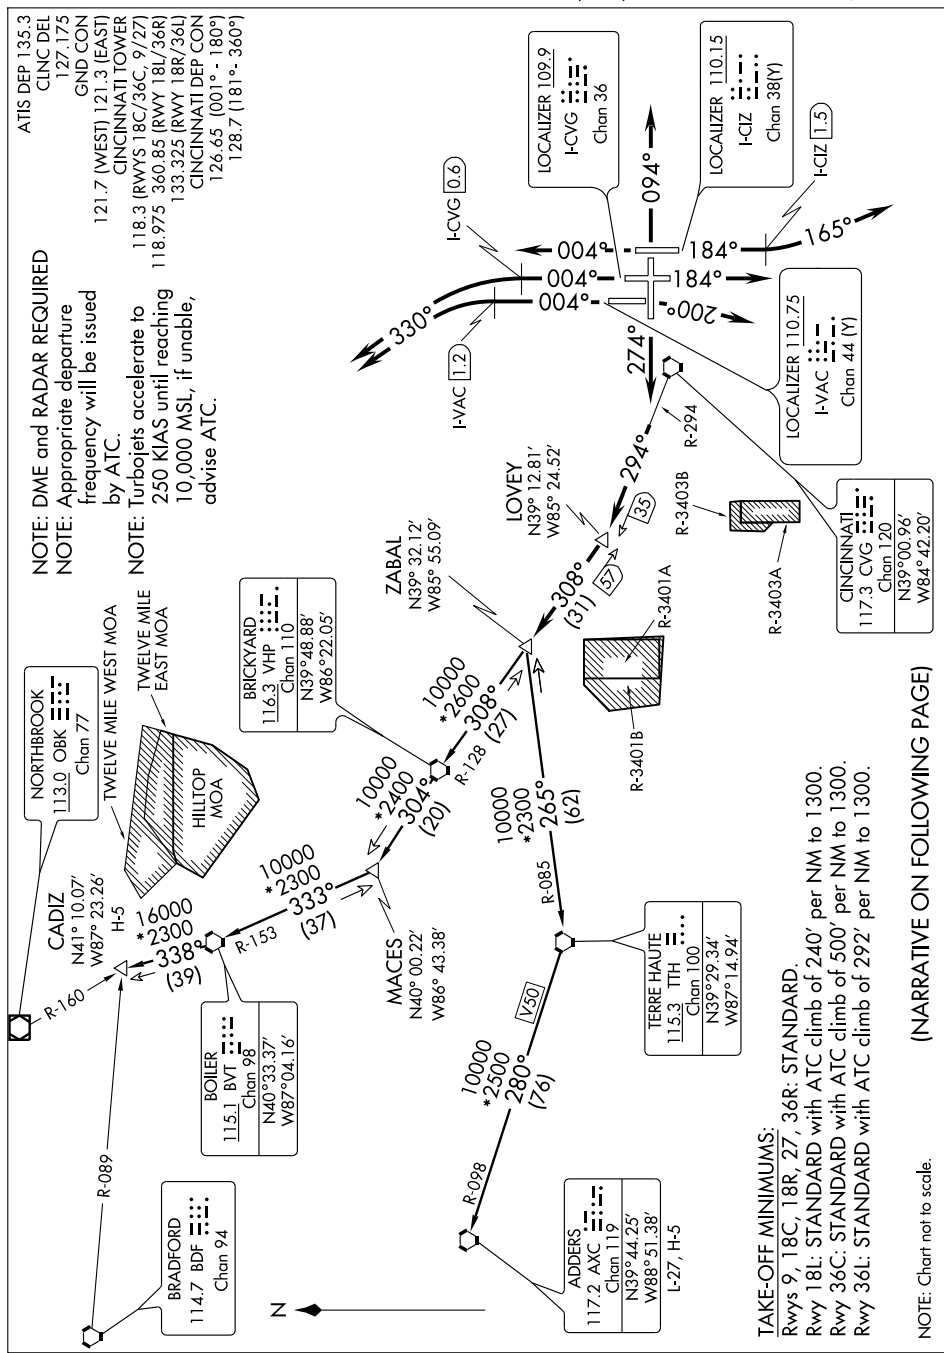 ATIS DEP 135.3
CLNC DEL
127.175
GND CON
121.7 (WEST) 121.3 (EAST)
CINCINNATI TOWER
118.3 (RWYS 18C/36C, 9/27)
118.975 360.85 (RWY 18L/36R)
133.325 (RWY 18R/36L)
CINCINNATI DEP CON
126.65 (001° - 180°)
128.7 (181°- 360°)
NOTE: DME and RADAR REQUIRED
NOTE: Appropriate departure
frequency will be issued
by ATC.
NOTE: Turbojets accelerate to
250 KIAS until reaching
10,000 MSL, if unable,
advise ATC.
NORTHBROOK
113.0 OBK
Chan 77
TWELVE MILE WEST MOA
TWELVE MILE
EAST MOA
HILLTOP
MOA
CADIZ
N41° 10.07'
W87° 23.26'
H-5
R-160
R-089
BRADFORD
114.7 BDF
Chan 94
16000
*2300
338°
(39)
BOILER
115.1 BVT
Chan 98
N40°33.37'
W87°04.16'
R-153
10000
*2300
333°
(37)
MACES
N40° 00.22'
W86° 43.38'
10000
*2400
304°
(20)
BRICKYARD
116.3 VHP
Chan 110
N39°48.88'
W86°22.05'
R-128
10000
*2600
308°
(27)
ZABAL
N39° 32.12'
W85° 55.09'
308°
(31)
LOVEY
N39° 12.81'
W85° 24.52'
57
35
294°
R-294
274°
330°
I-VAC 1.2
I-CVG 0.6
004°
004°
004°
094°
184°
184°
200°
165°
I-CIZ 1.5
LOCALIZER 109.9
I-CVG
Chan 36
LOCALIZER 110.15
I-CIZ
Chan 38(Y)
LOCALIZER 110.75
I-VAC
Chan 44 (Y)
CINCINNATI
117.3 CVG
Chan 120
N39°00.96'
W84°42.20'
R-3403B
R-3403A
R-3401A
R-3401B
10000
*2300
265°
(62)
R-085
TERRE HAUTE
115.3 TTH
Chan 100
N39°29.34'
W87°14.94'
V50
10000
*2500
280°
(76)
R-098
ADDERS
117.2 AXC
Chan 119
N39°44.25'
W88°51.38'
L-27, H-5
N
TAKE-OFF MINIMUMS:
Rwys 9, 18C, 18R, 27, 36R: STANDARD.
Rwy 18L: STANDARD with ATC climb of 240' per NM to 1300.
Rwy 36C: STANDARD with ATC climb of 500' per NM to 1300.
Rwy 36L: STANDARD with ATC climb of 292' per NM to 1300.
NOTE: Chart not to scale.
(NARRATIVE ON FOLLOWING PAGE)